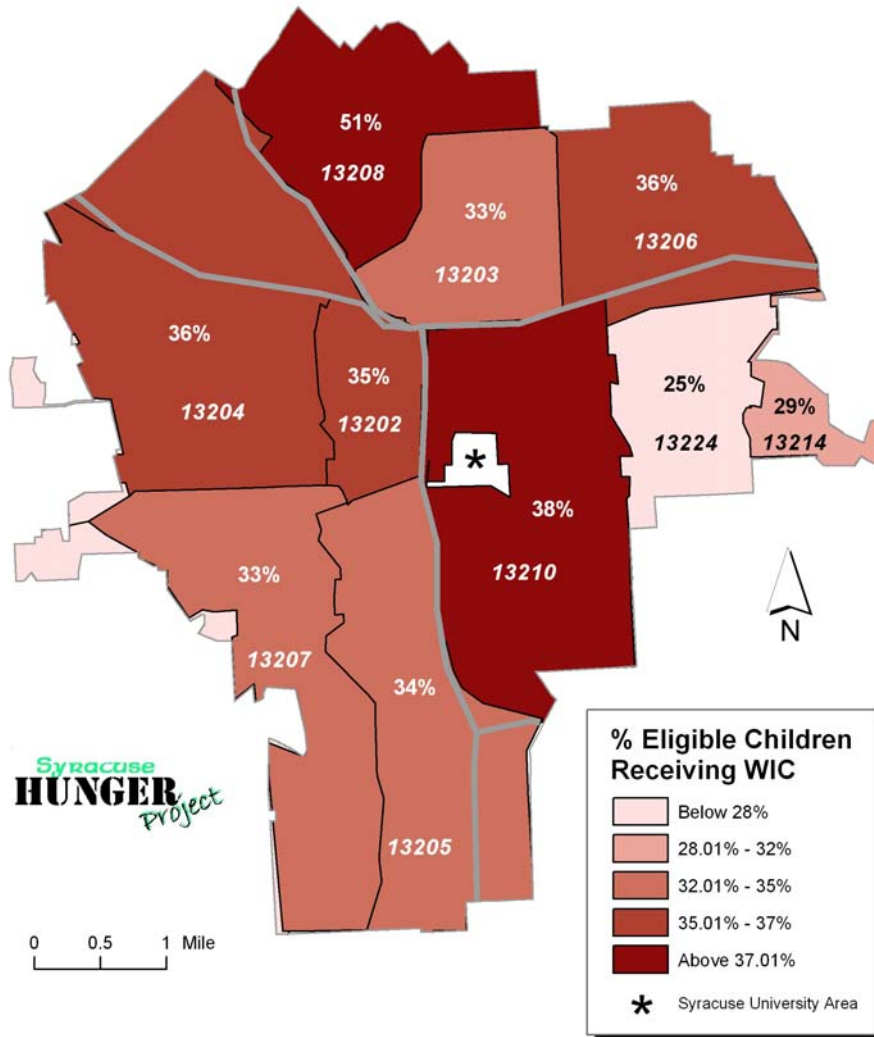 51%
13208
33%
13203
36%
13206
36%
13204
35%
13202
25%
13224
29%
13214
*
38%
13210
33%
13207
34%
13205
N
Syracuse
HUNGER
Project
0 0.5 1 Mile
% Eligible Children
Receiving WIC
Below 28%
28.01% - 32%
32.01% - 35%
35.01% - 37%
Above 37.01%
* Syracuse University Area